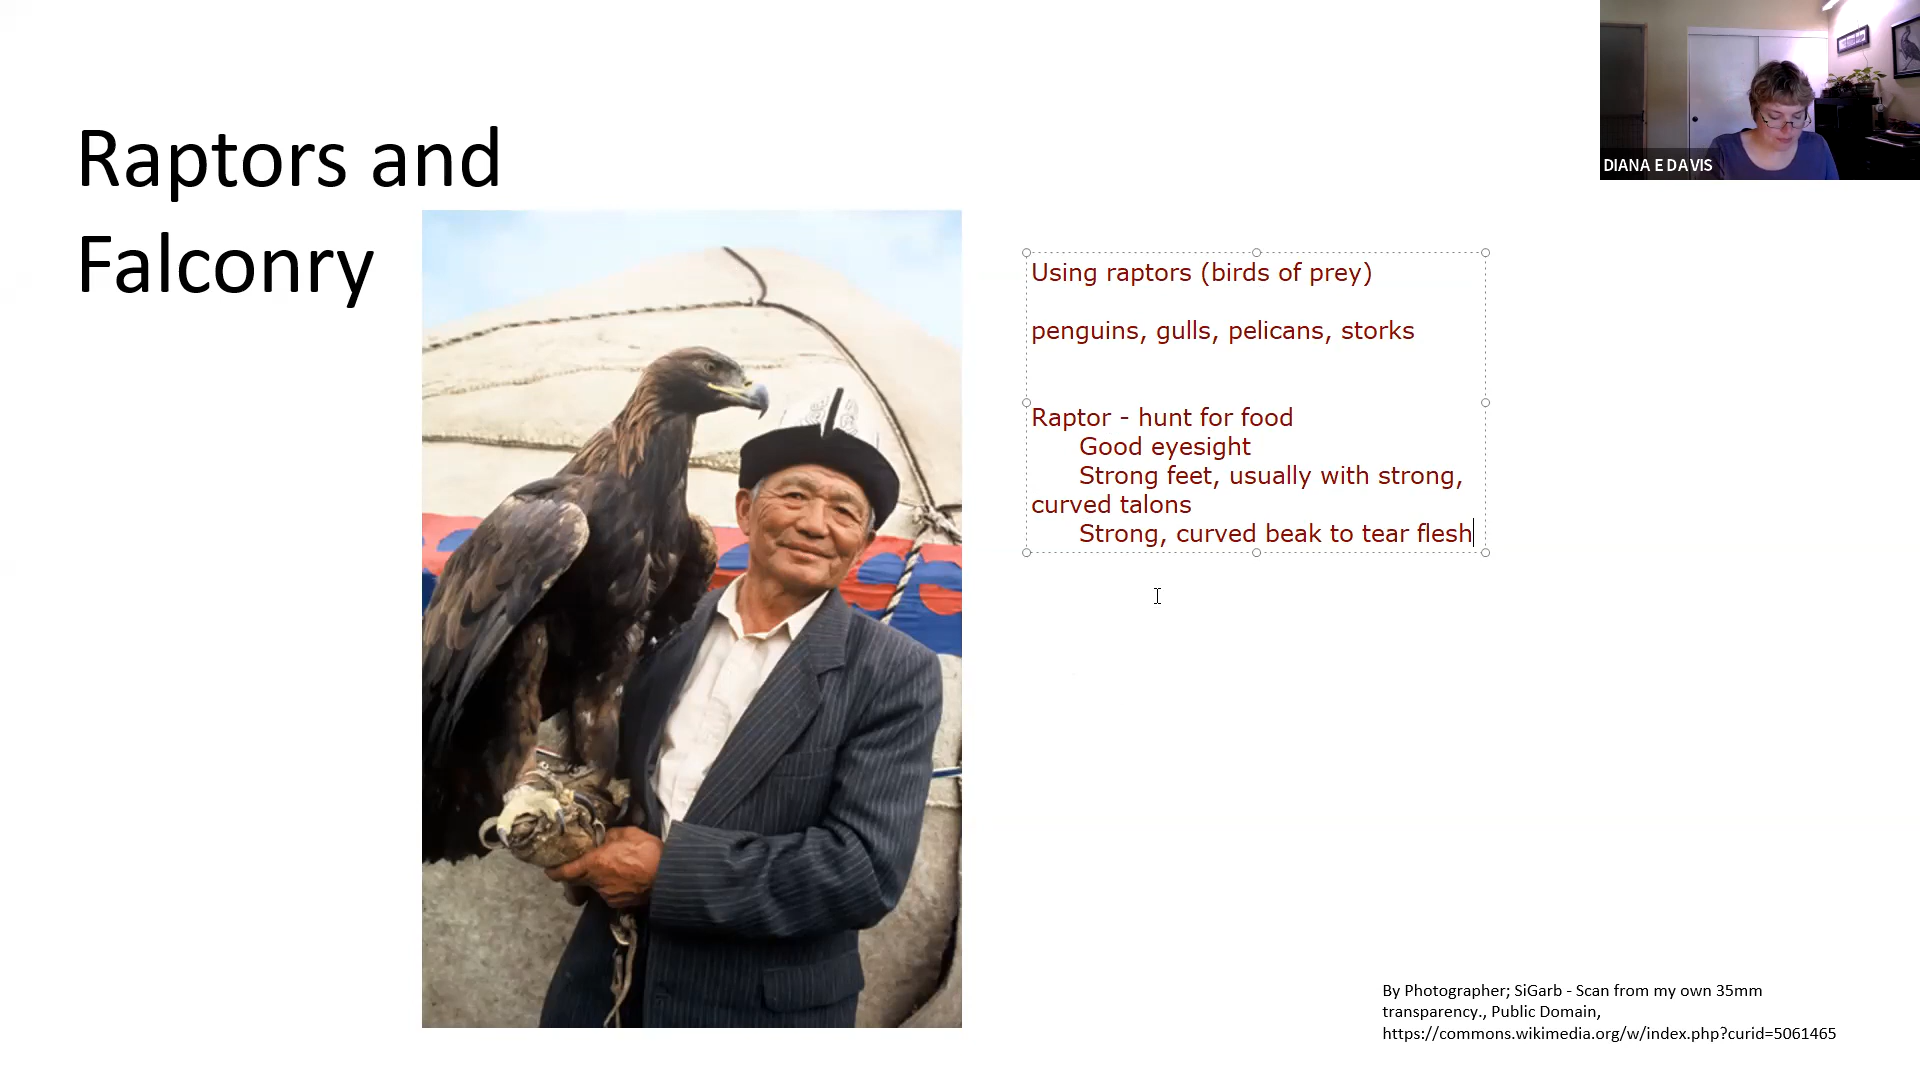 Raptors and
Falconry
DIANA E DAVIS
Using raptors (birds of prey)
penguins, gulls, pelicans, storks
Raptor - hunt for food
Good eyesight
Strong feet, usually with strong,
curved talons
Strong, curved beak to tear flesh
By Photographer; SiGarb - Scan from my own 35mm
transparency., Public Domain,
https://commons.wikimedia.org/w/index.php?curid=5061465